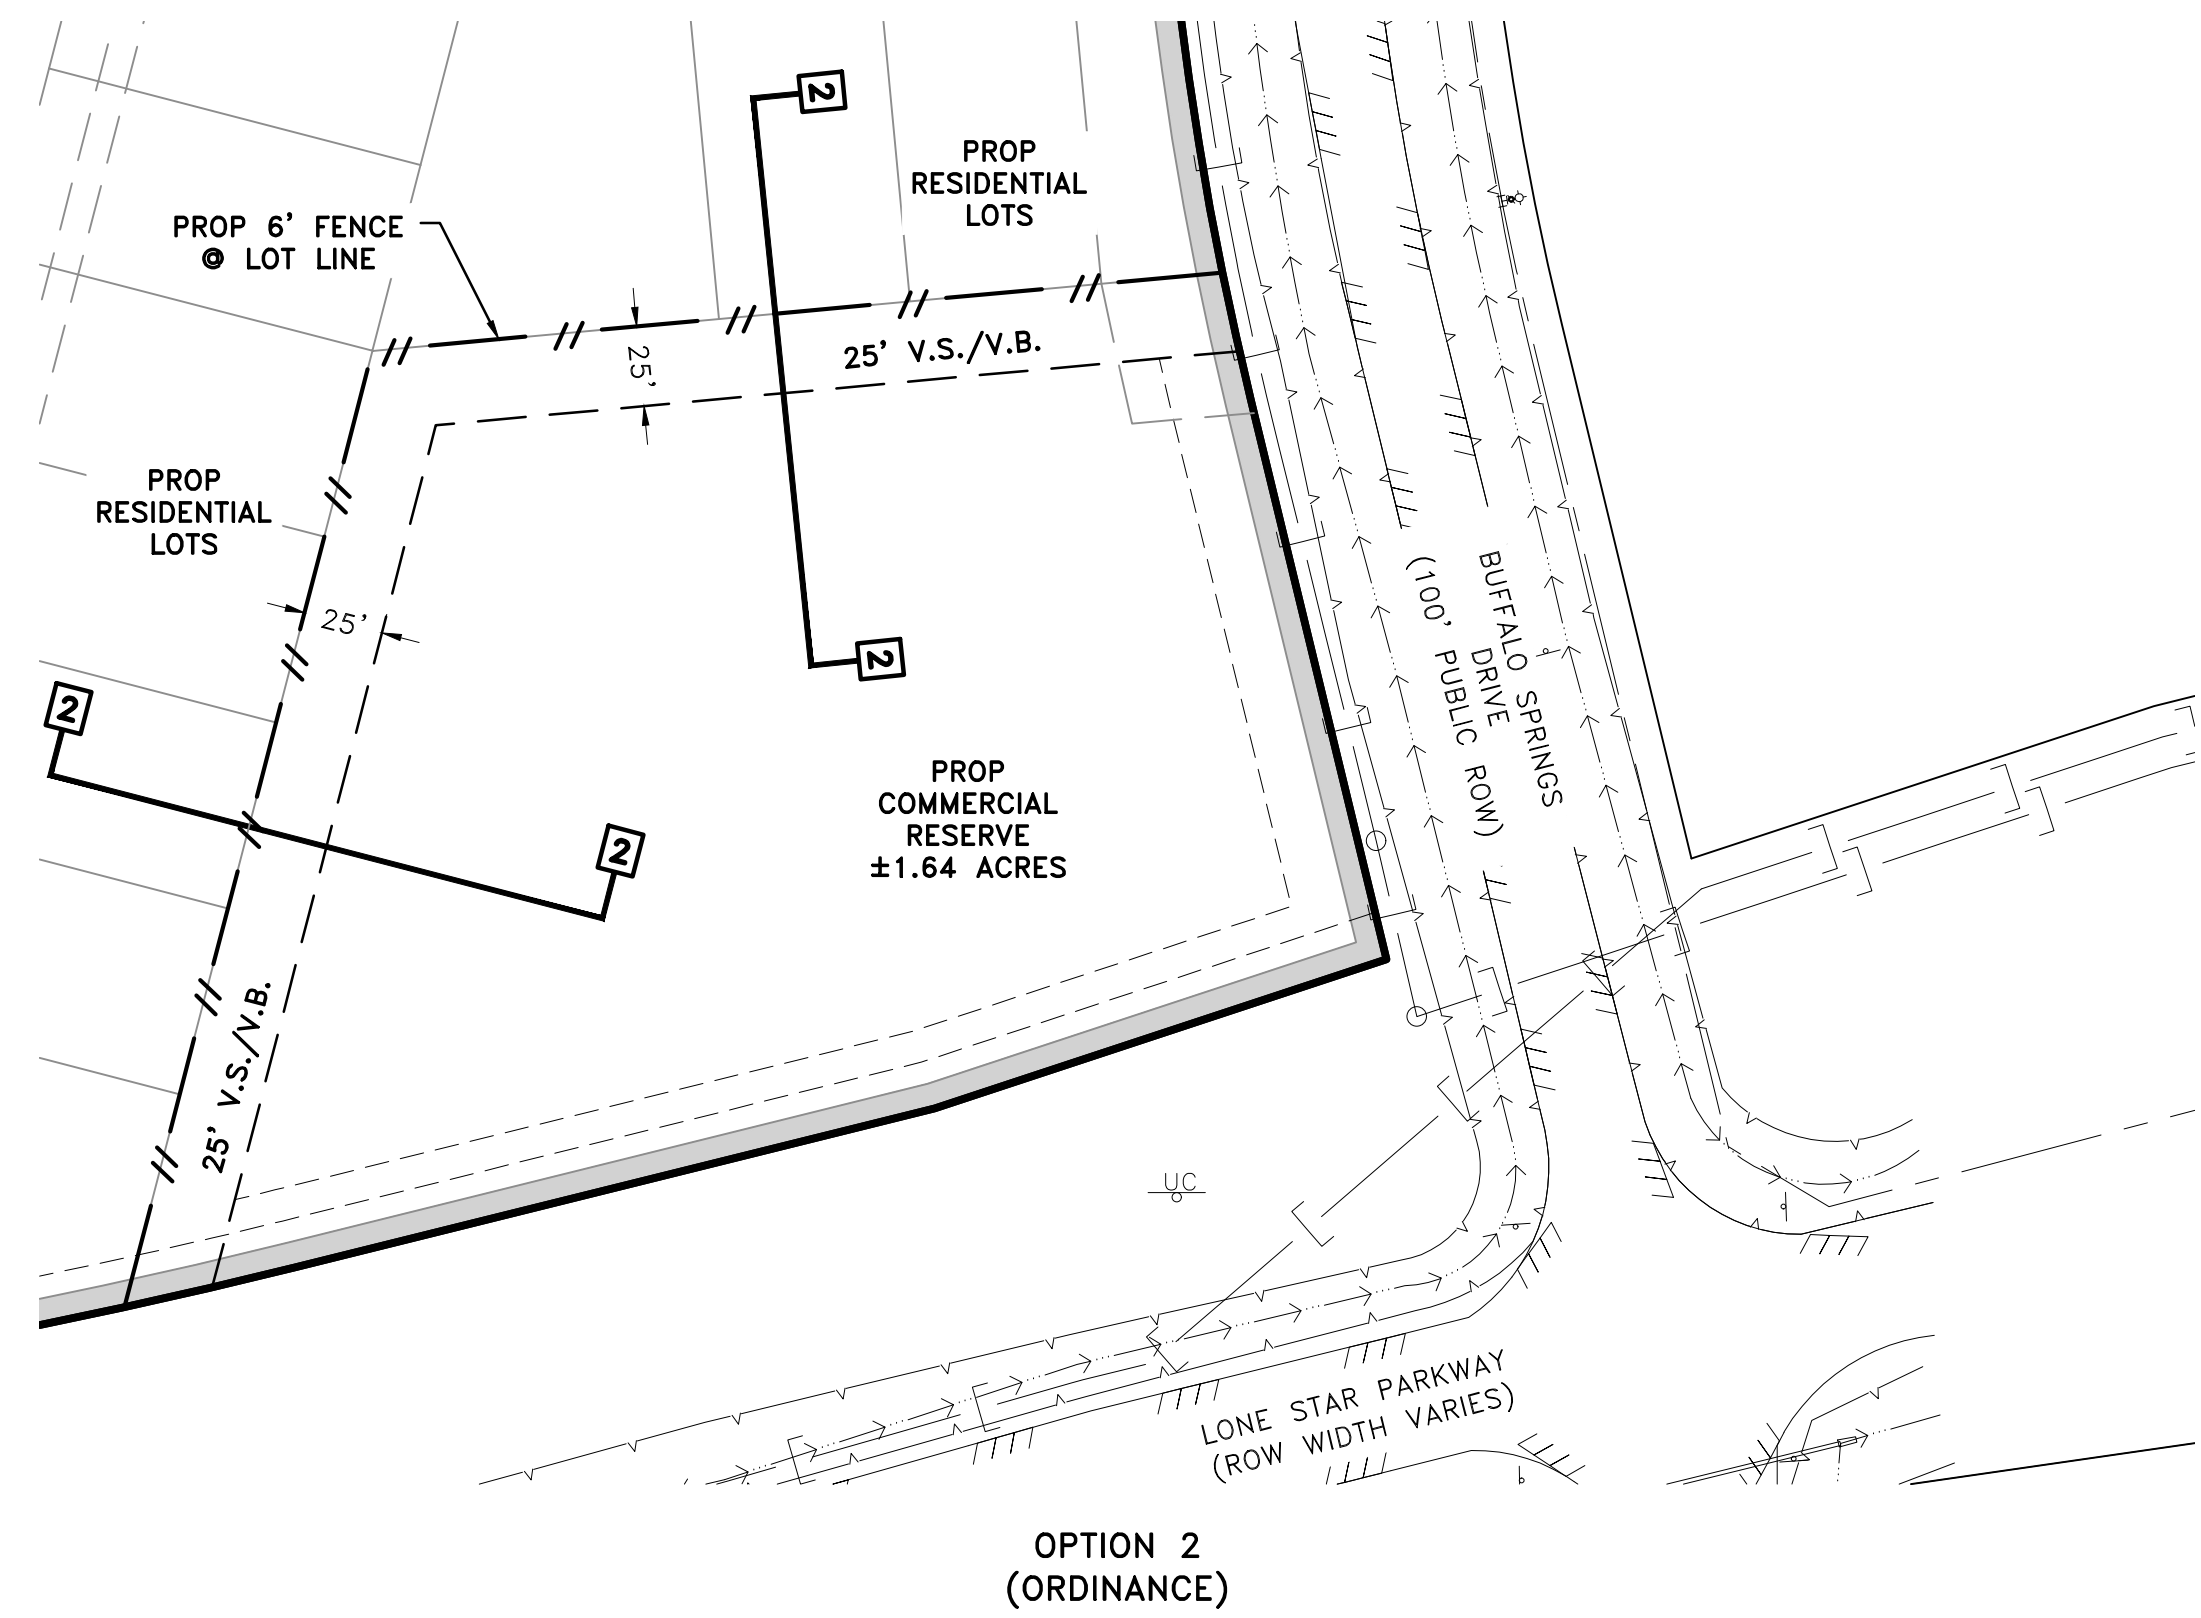 2
PROP
RESIDENTIAL
LOTS
PROP 6' FENCE
@ LOT LINE
25' V.S./V.B.
25'
PROP
RESIDENTIAL
LOTS
25'
2
2
2
PROP
COMMERCIAL
RESERVE
±1.64 ACRES
BUFFALO SPRINGS
DRIVE
(100' PUBLIC ROW)
25' V.S./V.B.
UC
LONE STAR PARKWAY
(ROW WIDTH VARIES)
OPTION 2
(ORDINANCE)